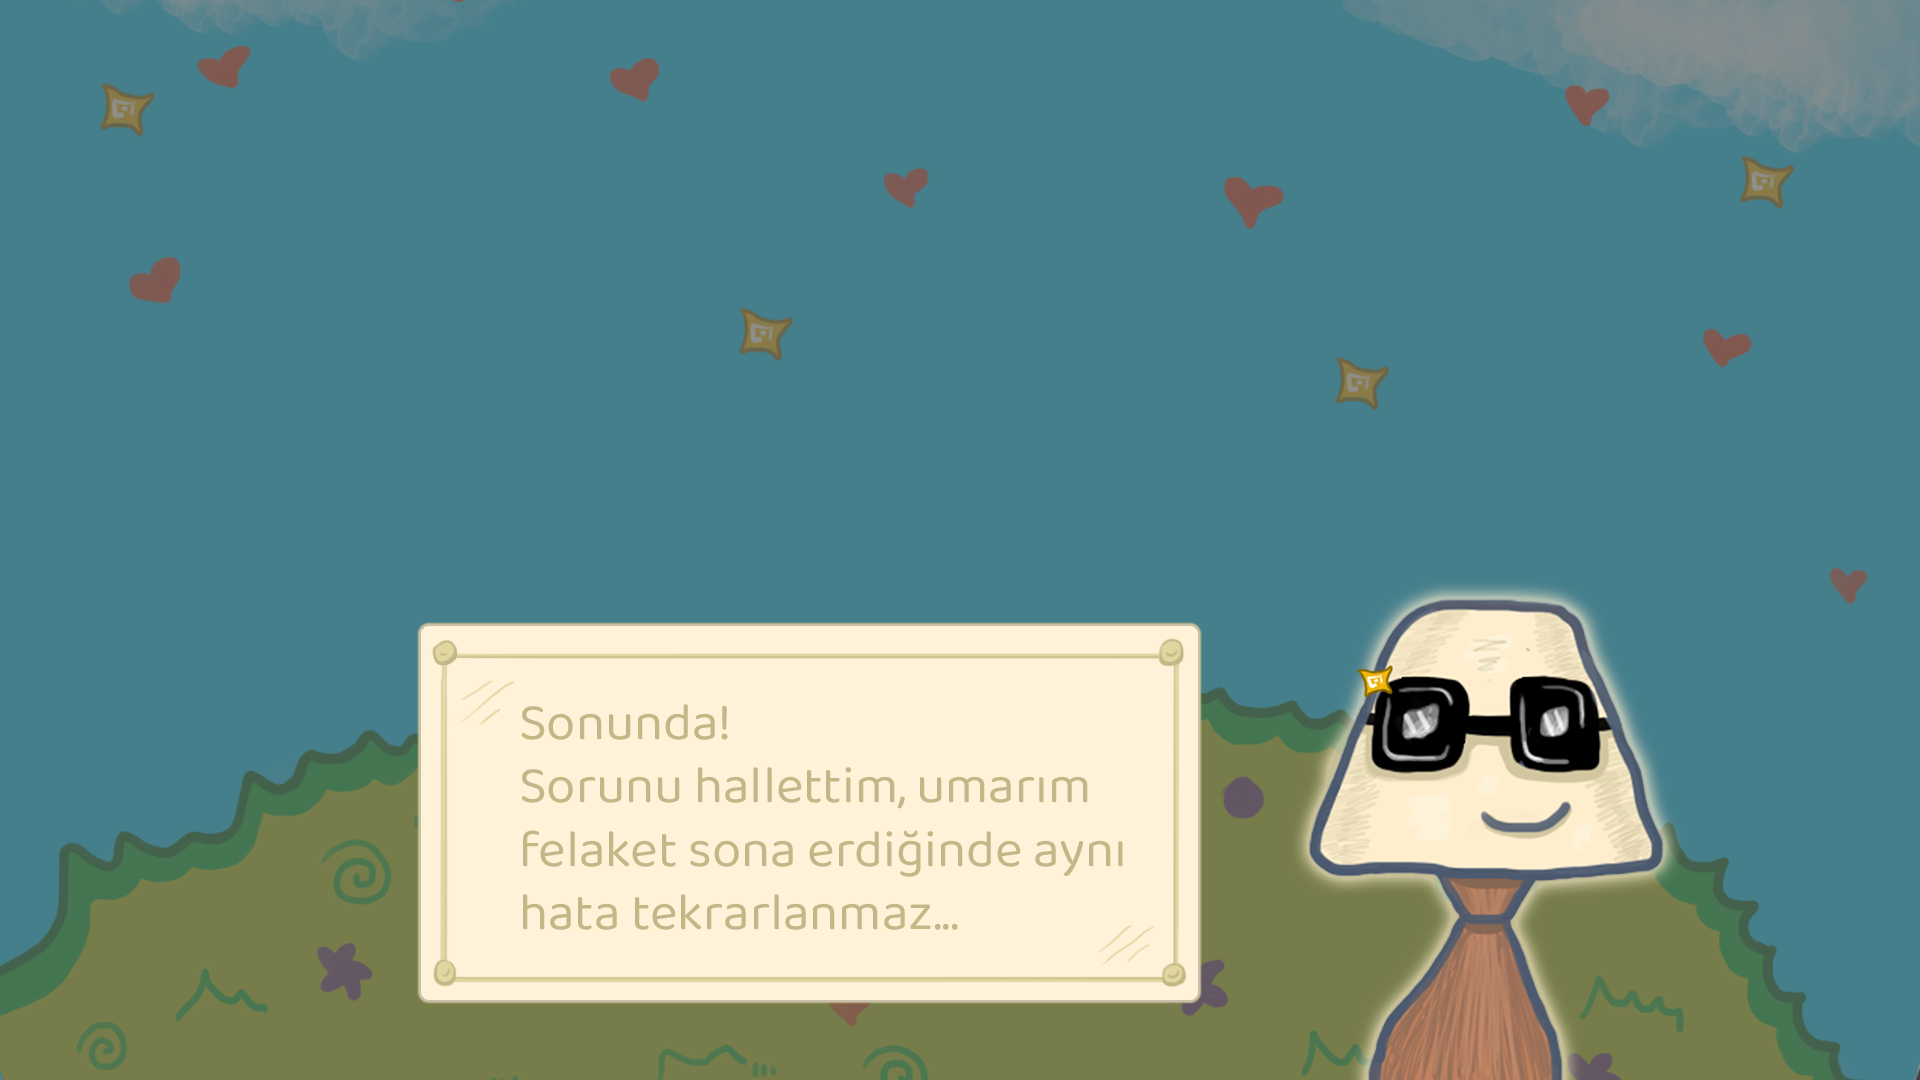 Sonunda!
Sorunu hallettim, umarım
felaket sona erdiğinde aynı
hata tekrarlanmaz...